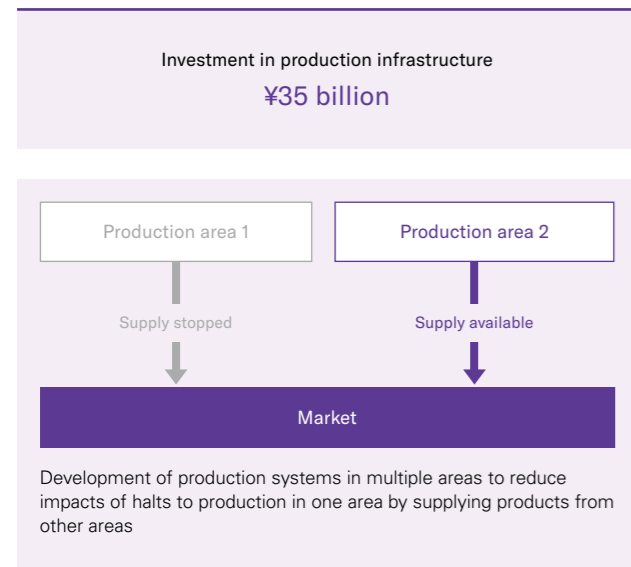 Investment in production infrastructure
¥35 billion
Production area 1
Production area 2
Supply stopped
Supply available
Market
Development of production systems in multiple areas to reduce
impacts of halts to production in one area by supplying products from
other areas